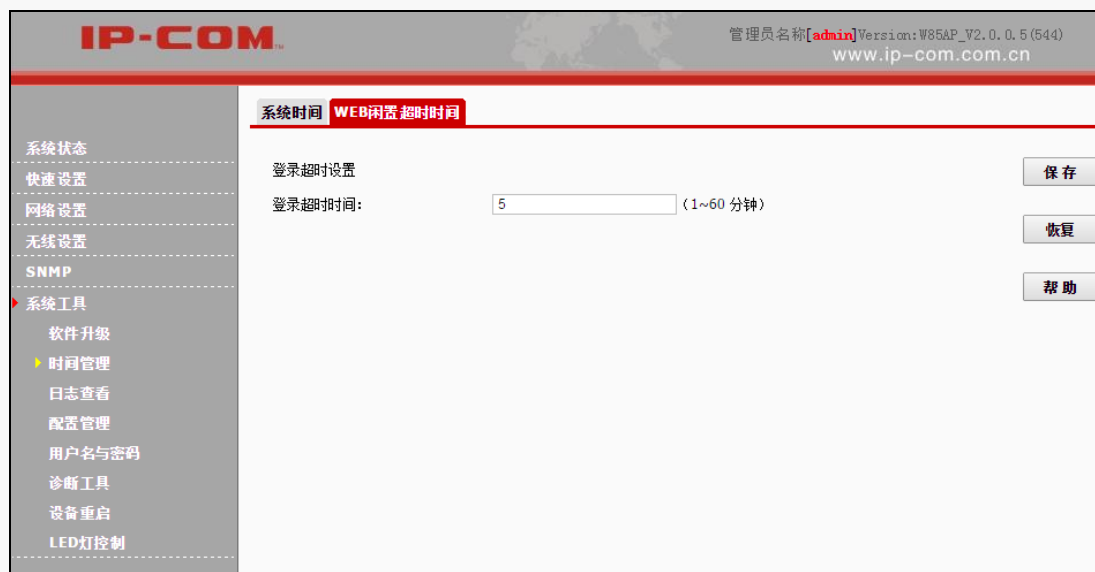 IP-COM
管理员名称[admin]Version:W85AP_V2.0.0.5(544)
www.ip-com.com.cn
系统时间 WEB闲置超时时间
系统状态
快速设置
网络设置
无线设置
SNMP
系统工具
软件升级
时间管理
日志查看
配置管理
用户名与密码
诊断工具
设备重启
LED灯控制
登录超时设置
登录超时时间: 5 (1~60 分钟)
保存
恢复
帮助